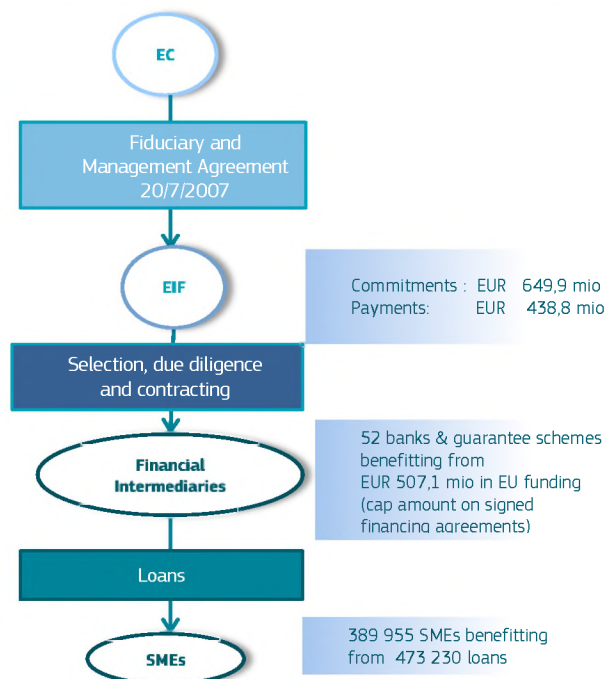 EC
Fiduciary and
Management Agreement
20/7/2007
EIF
Commitments : EUR 649,9 mio
Payments: EUR 438,8 mio
Selection, due diligence
and contracting
Financial
Intermediaries
52 banks & guarantee schemes
benefitting from
EUR 507,1 mio in EU funding
(cap amount on signed
financing agreements)
Loans
SMEs
389 955 SMEs benefitting
from 473 230 loans